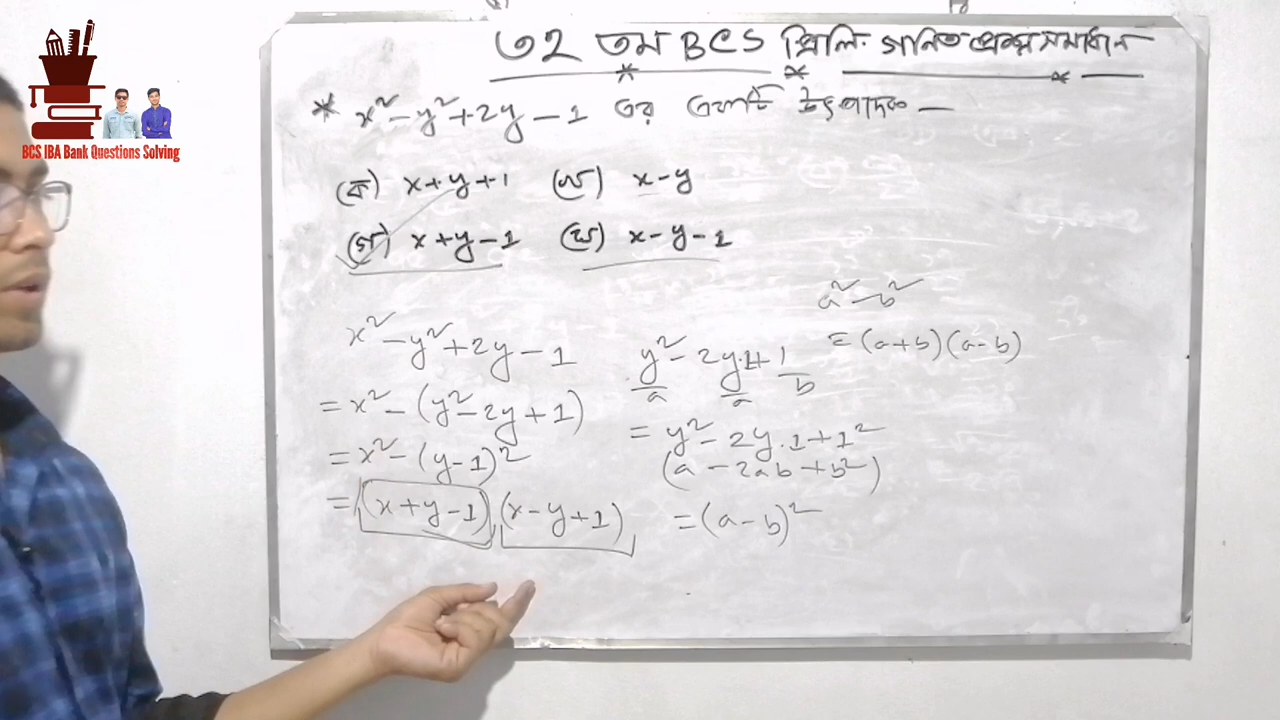 BCS IBA Bank Questions Solving
৩২ তম BCS প্রিলি. গনিত প্রশ্ন সমাধান
* x² - y² + 2y - 1 এর একটি উৎপাদক —
(ক) x + y + 1 (খ) x - y
(গ) x + y - 1 (ঘ) x - y - 1
x² - y² + 2y - 1
= x² - (y² - 2y + 1)
= x² - (y - 1)²
= (x + y - 1) (x - y + 1)
y² - 2y.1 + 1
a a b
= y² - 2y.1 + 1²
(a - 2ab + b²)
= (a - b)²
a² - b²
= (a + b) (a - b)